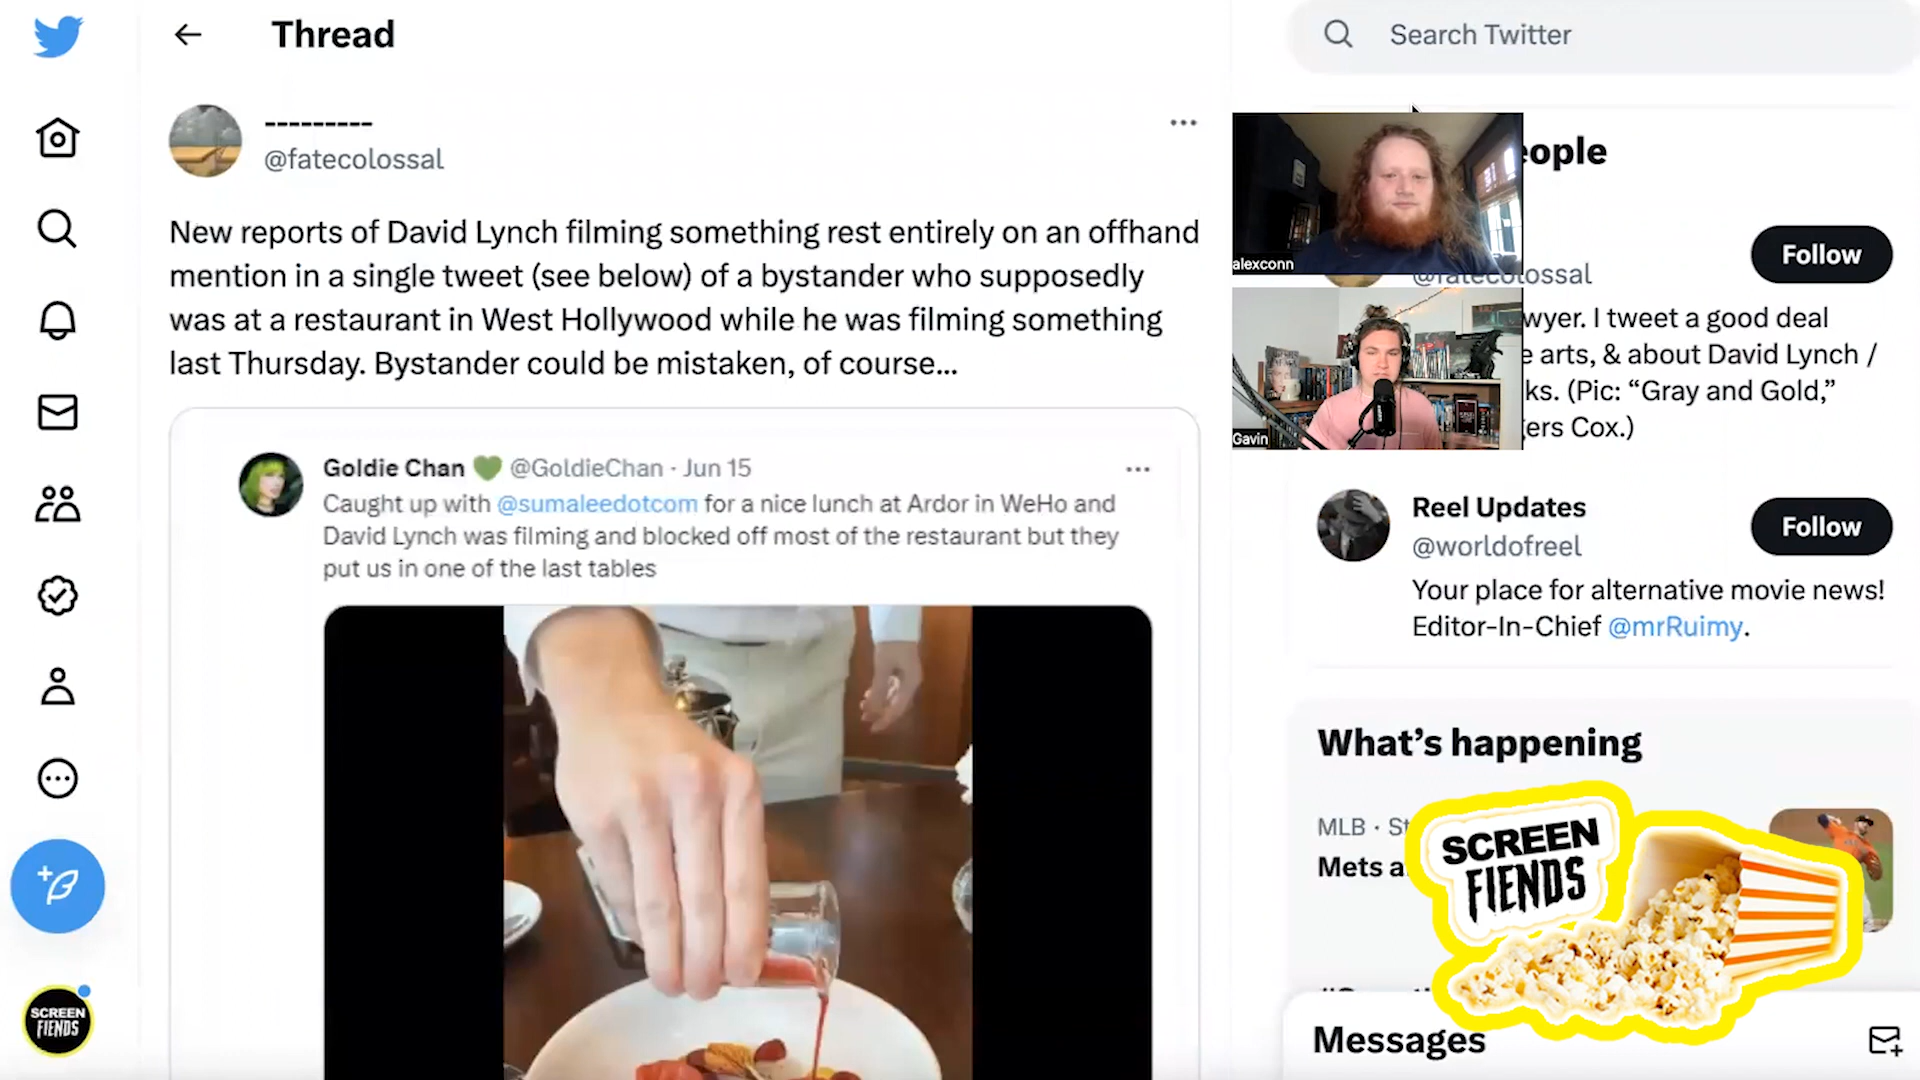 Thread
Search Twitter
---------
@fatecolossal
New reports of David Lynch filming something rest entirely on an offhand
mention in a single tweet (see below) of a bystander who supposedly
was at a restaurant in West Hollywood while he was filming something
last Thursday. Bystander could be mistaken, of course...
Goldie Chan 💚 @GoldieChan · Jun 15
Caught up with @sumaleedotcom for a nice lunch at Ardor in WeHo and
David Lynch was filming and blocked off most of the restaurant but they
put us in one of the last tables
alexconn
Gavin
eople
@fatecolossal
Follow
wyer. I tweet a good deal
e arts, & about David Lynch /
ks. (Pic: “Gray and Gold,”
ers Cox.)
Reel Updates
@worldofreel
Follow
Your place for alternative movie news!
Editor-In-Chief @mrRuimy.
What’s happening
MLB · St
Mets a
SCREEN
FIENDS
Messages
SCREEN
FIENDS